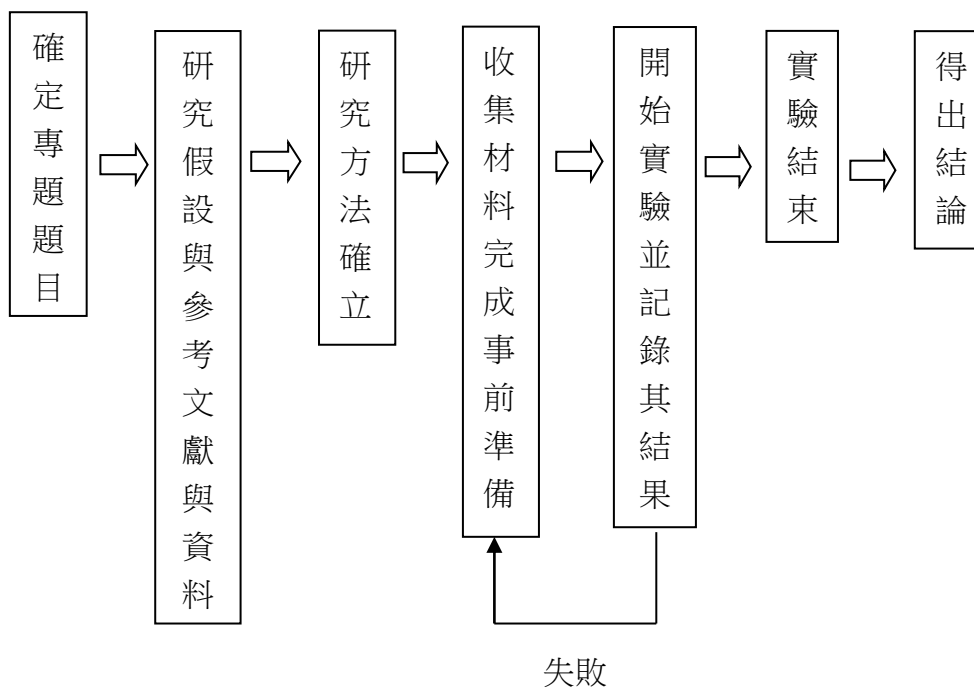 確定專題題目
研究假設與參考文獻與資料
研究方法確立
收集材料完成事前準備
開始實驗並記錄其結果
實驗結束
得出結論
失敗